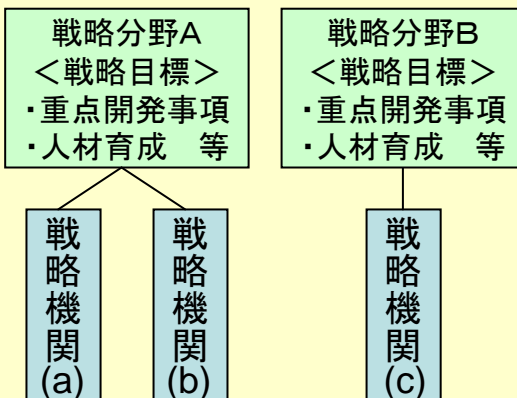 戦略分野A
＜戦略目標＞
・重点開発事項
・人材育成　等
戦略分野B
＜戦略目標＞
・重点開発事項
・人材育成　等
戦略機関(a)
戦略機関(b)
戦略機関(c)